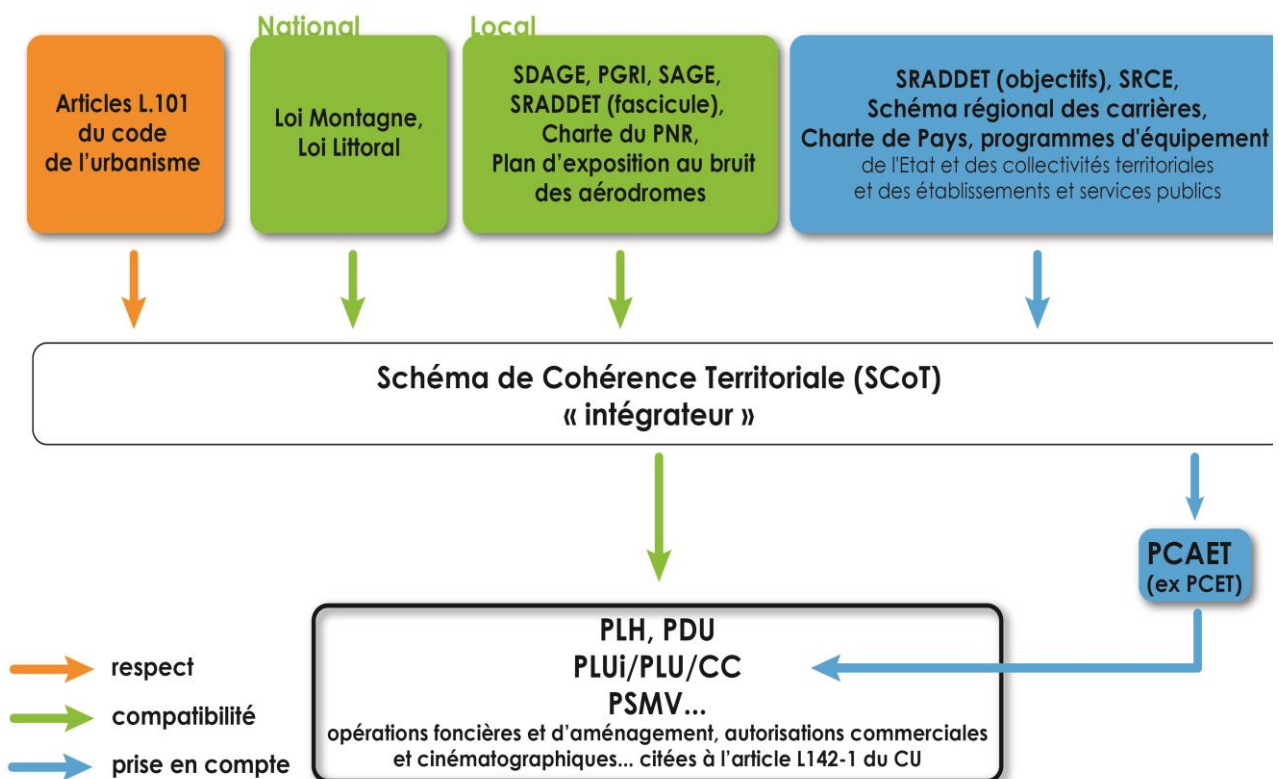 National
Local
Articles L.101
du code
de l’urbanisme
Loi Montagne,
Loi Littoral
SDAGE, PGRI, SAGE,
SRADDET (fascicule),
Charte du PNR,
Plan d’exposition au bruit
des aérodromes
SRADDET (objectifs), SRCE,
Schéma régional des carrières,
Charte de Pays, programmes d'équipement
de l'Etat et des collectivités territoriales
et des établissements et services publics
Schéma de Cohérence Territoriale (SCoT)
« intégrateur »
PCAET
(ex PCET)
PLH, PDU
PLUi/PLU/CC
PSMV...
opérations foncières et d’aménagement, autorisations commerciales
et cinématographiques... citées à l’article L142-1 du CU
respect
compatibilité
prise en compte